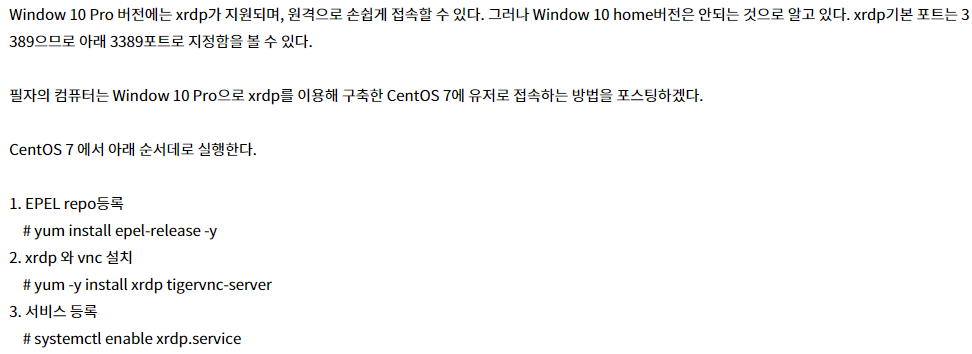 Window 10 Pro 버전에는 xrdp가 지원되며, 원격으로 손쉽게 접속할 수 있다. 그러나 Window 10 home버전은 안되는 것으로 알고 있다. xrdp기본 포트는 3
389으므로 아래 3389포트로 지정함을 볼 수 있다.
필자의 컴퓨터는 Window 10 Pro으로 xrdp를 이용해 구축한 CentOS 7에 유저로 접속하는 방법을 포스팅하겠다.
CentOS 7 에서 아래 순서데로 실행한다.
1. EPEL repo등록
# yum install epel-release -y
2. xrdp 와 vnc 설치
# yum -y install xrdp tigervnc-server
3. 서비스 등록
# systemctl enable xrdp.service